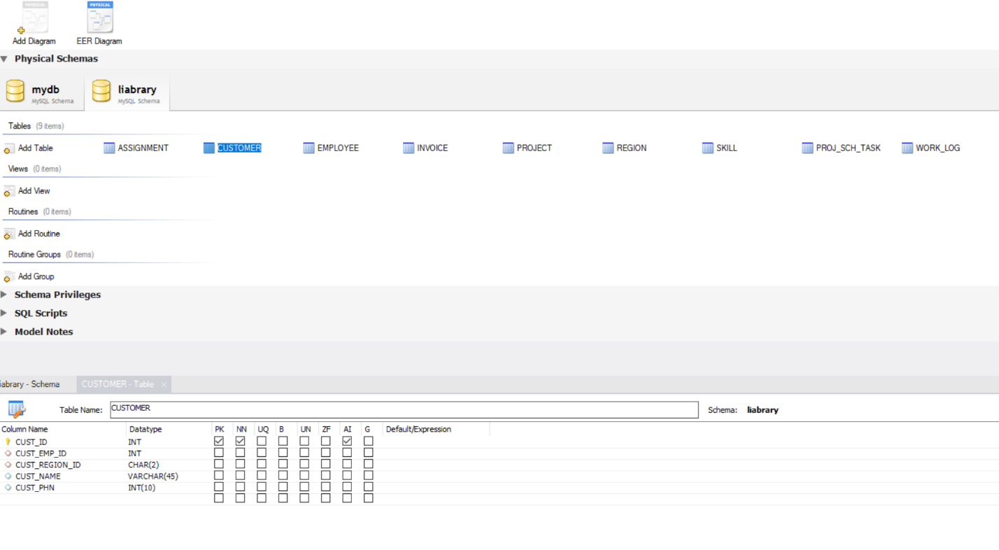 PHYSICAL PHYSICAL
Add Diagram EER Diagram
Physical Schemas
mydb liabrary
MySQL Schema MySQL Schema
Tables (9 items)
Add Table ASSIGNMENT CUSTOMER EMPLOYEE INVOICE PROJECT REGION SKILL PROJ_SCH_TASK WORK_LOG
Views (0 items)
Add View
Routines (0 items)
Add Routine
Routine Groups (0 items)
Add Group
Schema Privileges
SQL Scripts
Model Notes
iabrary - Schema CUSTOMER - Table ×
Table Name: CUSTOMER Schema: liabrary
Column Name Datatype PK NN UQ B UN ZF AI G Default/Expression
CUST_ID INT
CUST_EMP_ID INT
CUST_REGION_ID CHAR(2)
CUST_NAME VARCHAR(45)
CUST_PHN INT(10)